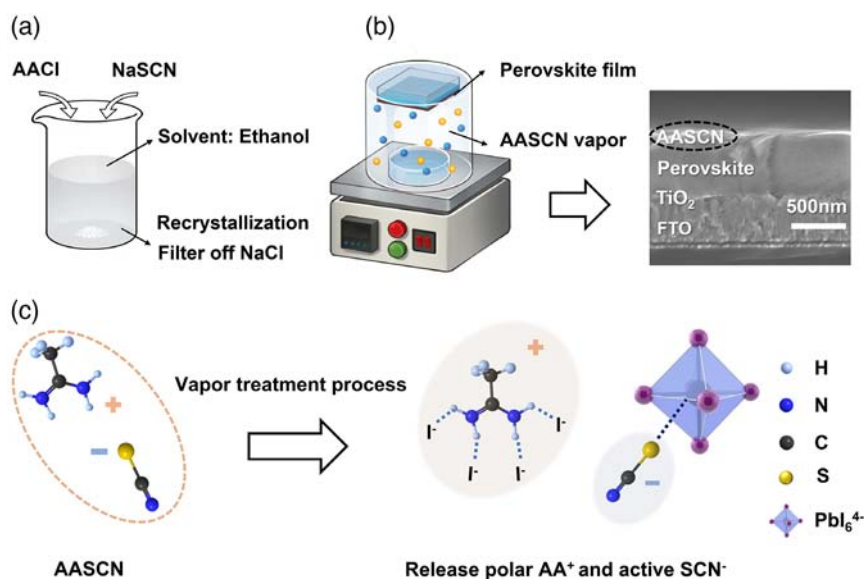 (a)
AACl
NaSCN
Solvent: Ethanol
Recrystallization
Filter off NaCl
(b)
Perovskite film
AASCN vapor
AASCN
Perovskite
TiO₂
FTO
500nm
(c)
+
−
Vapor treatment process
AASCN
+
I⁻
I⁻
I⁻
I⁻
−
Release polar AA⁺ and active SCN⁻
H
N
C
S
PbI₆⁴⁻